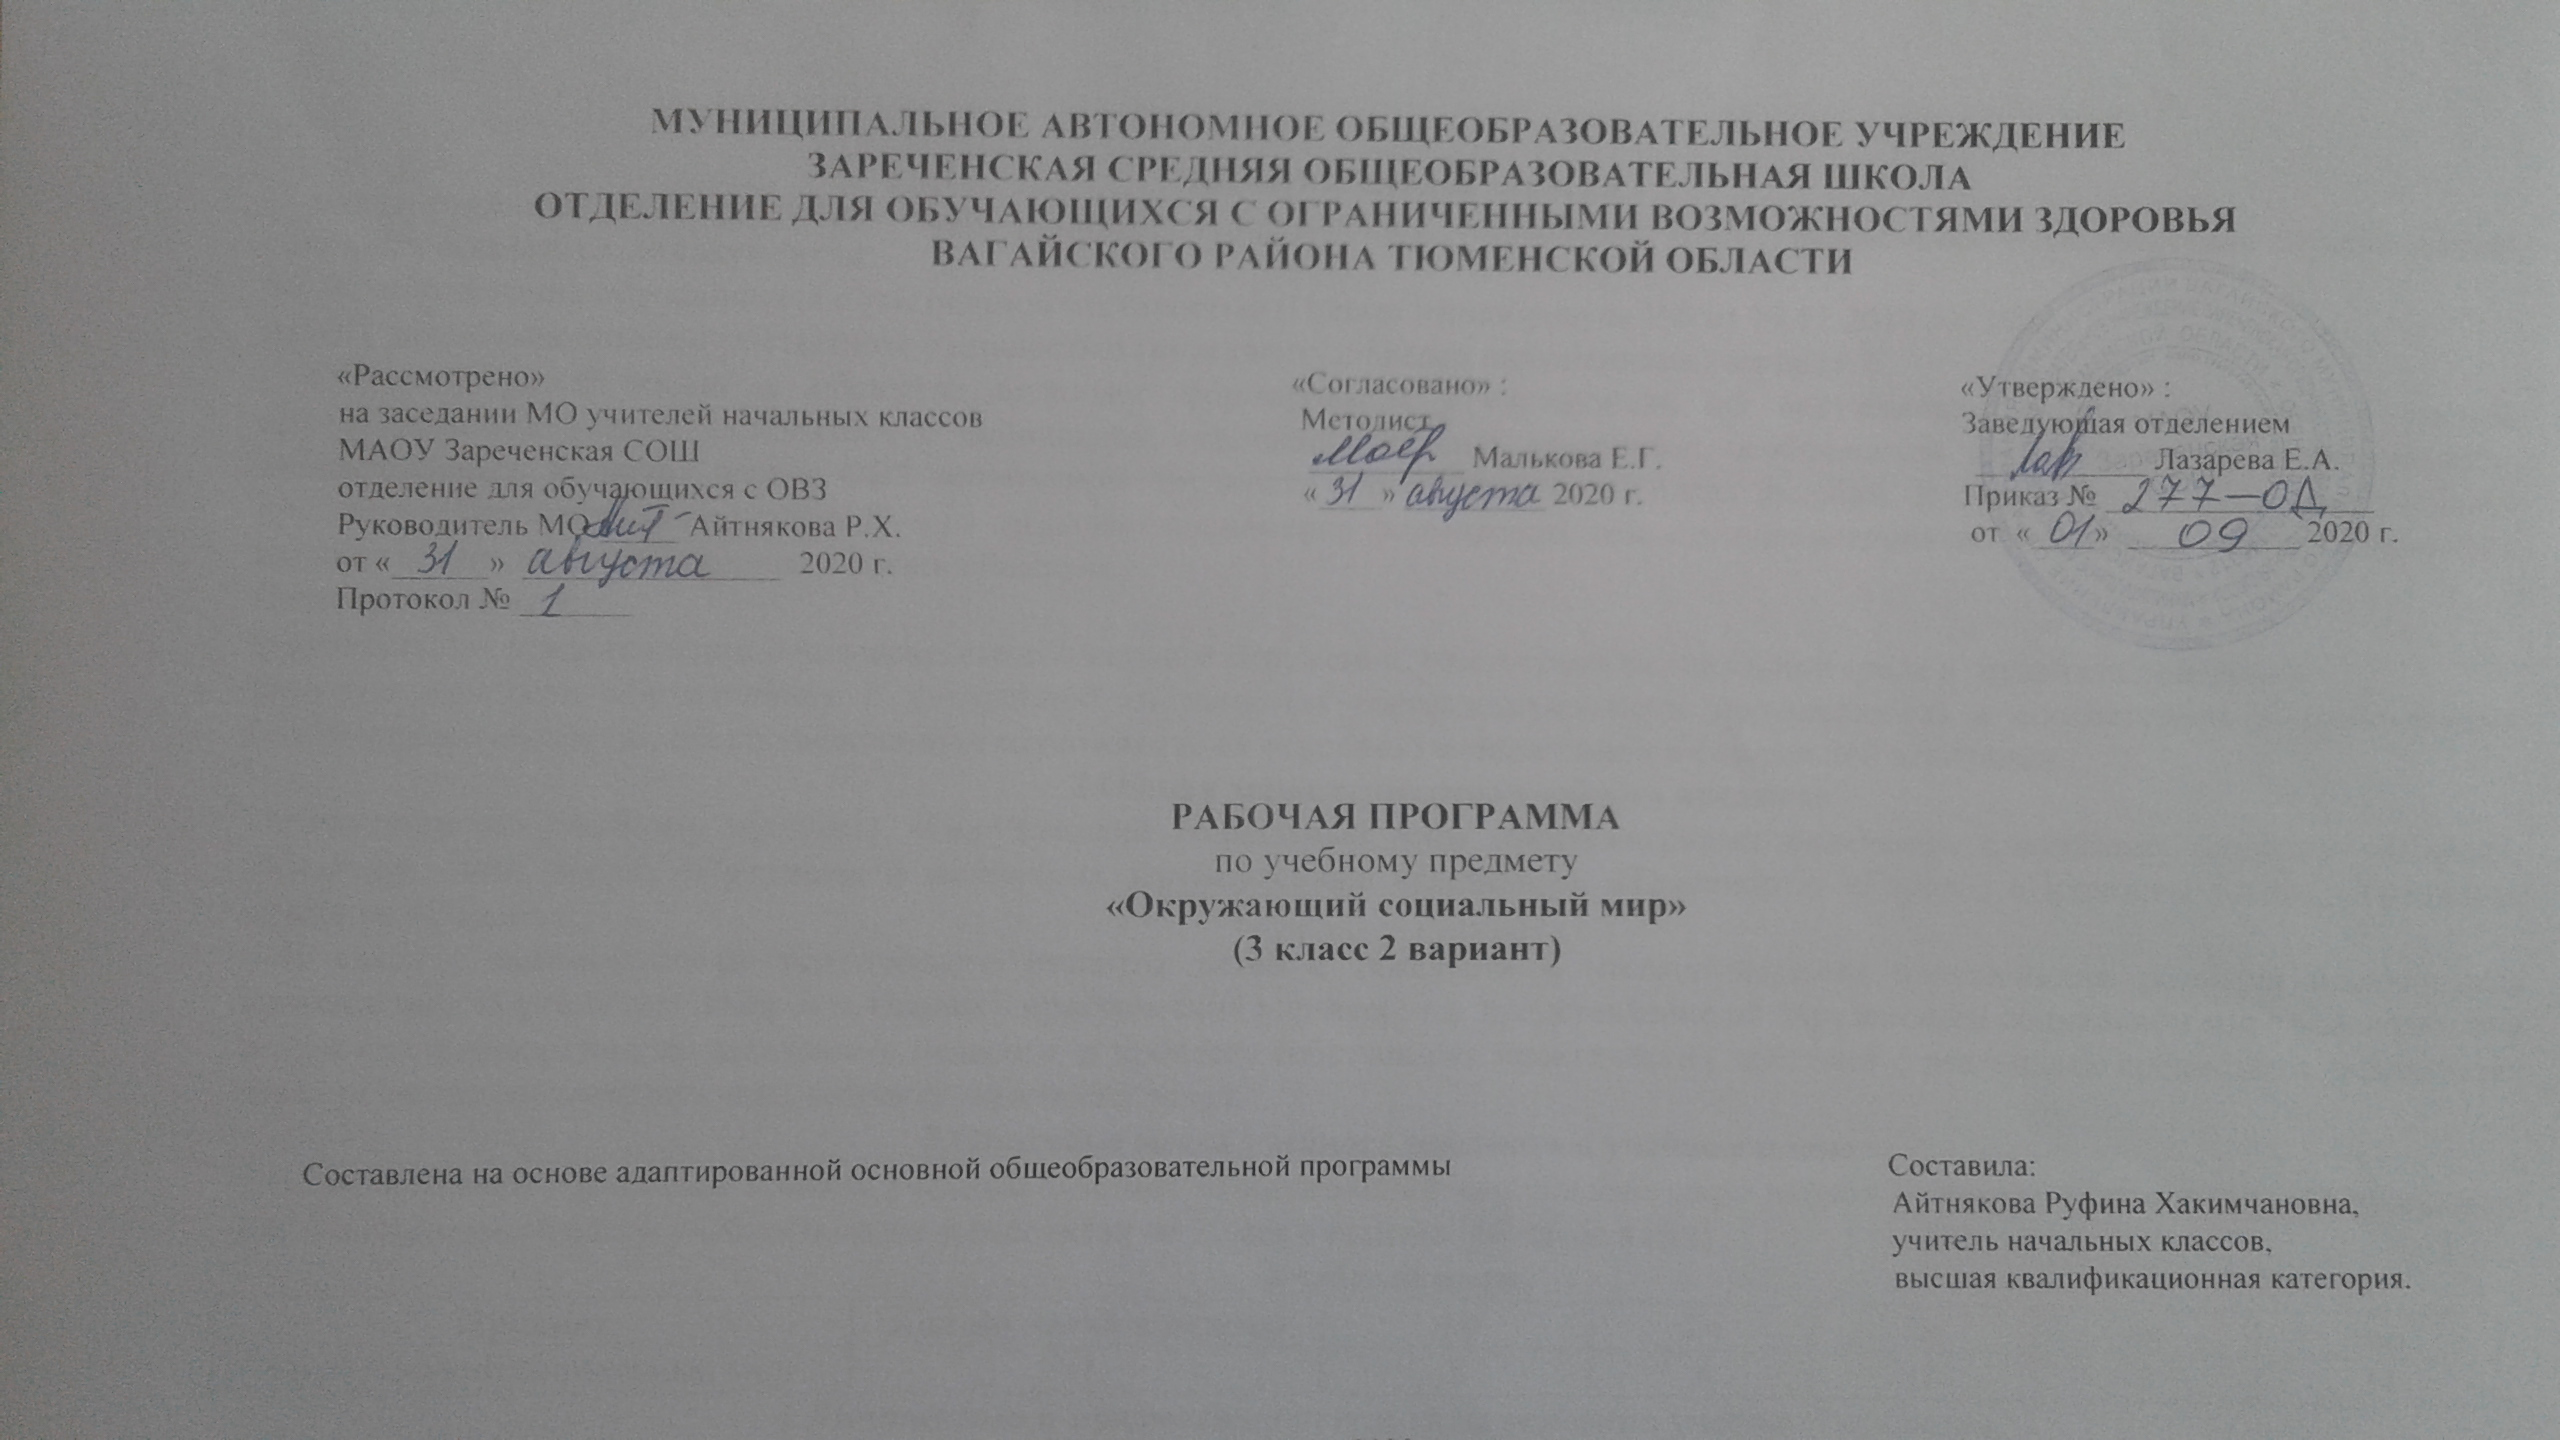 МУНИЦИПАЛЬНОЕ АВТОНОМНОЕ ОБЩЕОБРАЗОВАТЕЛЬНОЕ УЧРЕЖДЕНИЕ
ЗАРЕЧЕНСКАЯ СРЕДНЯЯ ОБЩЕОБРАЗОВАТЕЛЬНАЯ ШКОЛА
ОТДЕЛЕНИЕ ДЛЯ ОБУЧАЮЩИХСЯ С ОГРАНИЧЕННЫМИ ВОЗМОЖНОСТЯМИ ЗДОРОВЬЯ
ВАГАЙСКОГО РАЙОНА ТЮМЕНСКОЙ ОБЛАСТИ
«Рассмотрено»
на заседании МО учителей начальных классов
МАОУ Зареченская СОШ
отделение для обучающихся с ОВЗ
Руководитель МО Айтнякова Р.Х.
от « 31 » августа 2020 г.
Протокол № 1
«Согласовано» :
Методист
Малькова Е.Г.
« 31 » августа 2020 г.
«Утверждено» :
Заведующая отделением
Лазарева Е.А.
Приказ № 277-ОД
от « 01 » 09 2020 г.
РАБОЧАЯ ПРОГРАММА
по учебному предмету
«Окружающий социальный мир»
(3 класс 2 вариант)
Составлена на основе адаптированной основной общеобразовательной программы
Составила:
Айтнякова Руфина Хакимчановна,
учитель начальных классов,
высшая квалификационная категория.